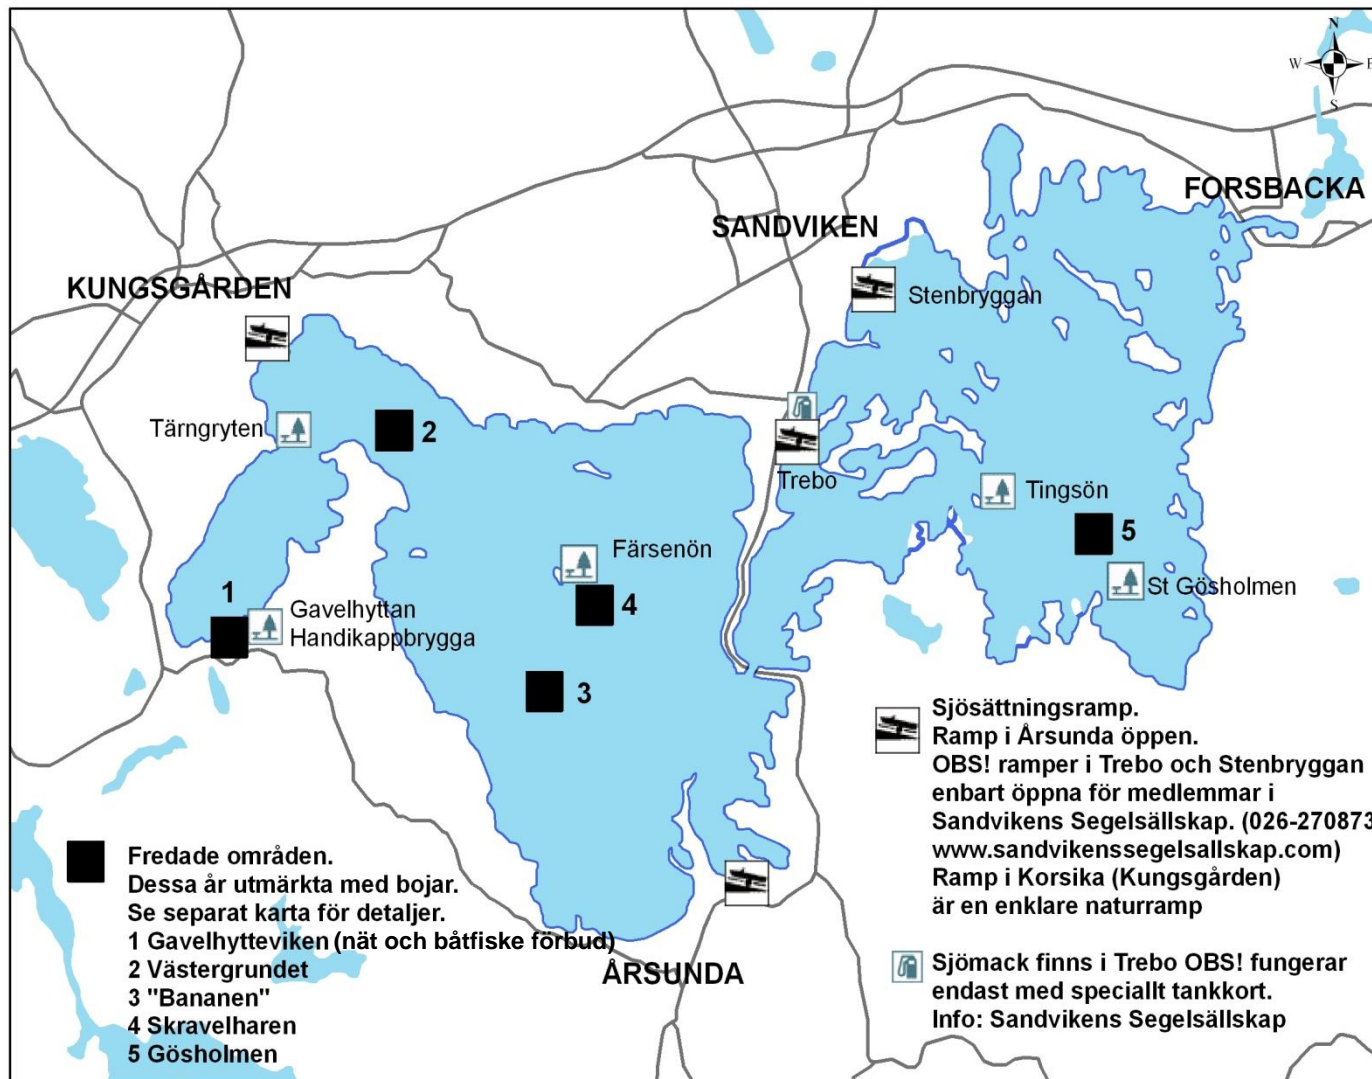 N
W
E
S
FORSBACKA
SANDVIKEN
KUNGSGÅRDEN
Stenbryggan
Tärngryten
2
Trebo
Tingsön
5
Färsenön
St Gösholmen
1
4
Gavelhyttan
Handikappbrygga
3
Sjösättningsramp.
Ramp i Årsunda öppen.
OBS! ramper i Trebo och Stenbryggan
enbart öppna för medlemmar i
Sandvikens Segelsällskap. (026-270873
www.sandvikenssegelsallskap.com)
Ramp i Korsika (Kungsgården)
är en enklare naturramp
Sjömack finns i Trebo OBS! fungerar
endast med speciallt tankkort.
Info: Sandvikens Segelsällskap
ÅRSUNDA
Fredade områden.
Dessa år utmärkta med bojar.
Se separat karta för detaljer.
1 Gavelhytteviken (nät och båtfiske förbud)
2 Västergrundet
3 "Bananen"
4 Skravelharen
5 Gösholmen